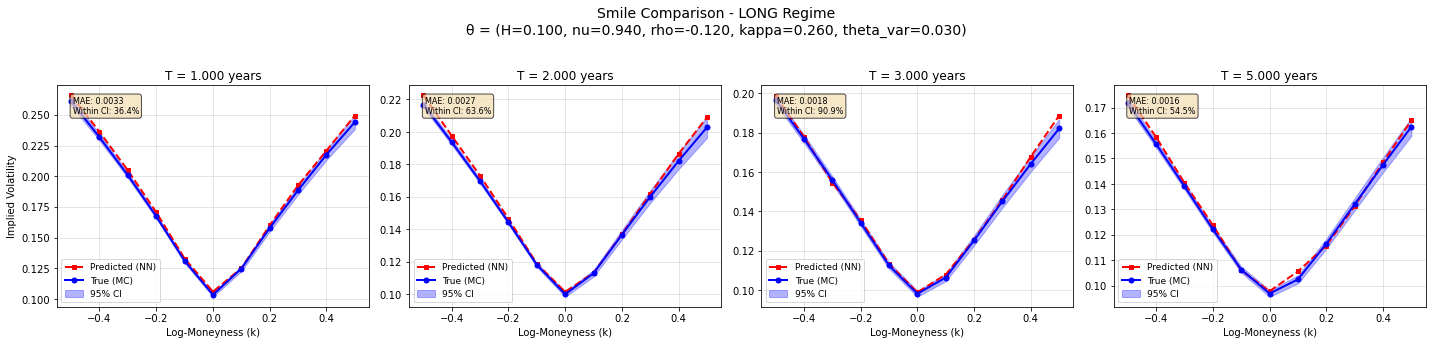 Smile Comparison - LONG Regime
θ = (H=0.100, nu=0.940, rho=-0.120, kappa=0.260, theta_var=0.030)
T = 1.000 years
MAE: 0.0033
Within CI: 36.4%
Implied Volatility
0.250
0.225
0.200
0.175
0.150
0.125
0.100
Predicted (NN)
True (MC)
95% CI
−0.4
−0.2
0.0
0.2
0.4
Log-Moneyness (k)
T = 2.000 years
MAE: 0.0027
Within CI: 63.6%
0.22
0.20
0.18
0.16
0.14
0.12
0.10
Predicted (NN)
True (MC)
95% CI
−0.4
−0.2
0.0
0.2
0.4
Log-Moneyness (k)
T = 3.000 years
MAE: 0.0018
Within CI: 90.9%
0.20
0.18
0.16
0.14
0.12
0.10
Predicted (NN)
True (MC)
95% CI
−0.4
−0.2
0.0
0.2
0.4
Log-Moneyness (k)
T = 5.000 years
MAE: 0.0016
Within CI: 54.5%
0.17
0.16
0.15
0.14
0.13
0.12
0.11
0.10
Predicted (NN)
True (MC)
95% CI
−0.4
−0.2
0.0
0.2
0.4
Log-Moneyness (k)